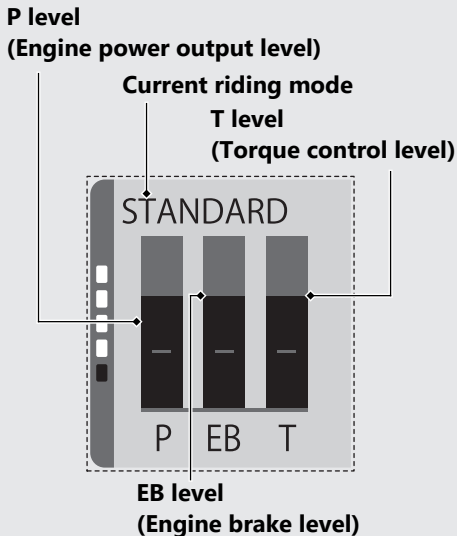 P level
(Engine power output level)
Current riding mode
T level
(Torque control level)
STANDARD
P EB T
EB level
(Engine brake level)